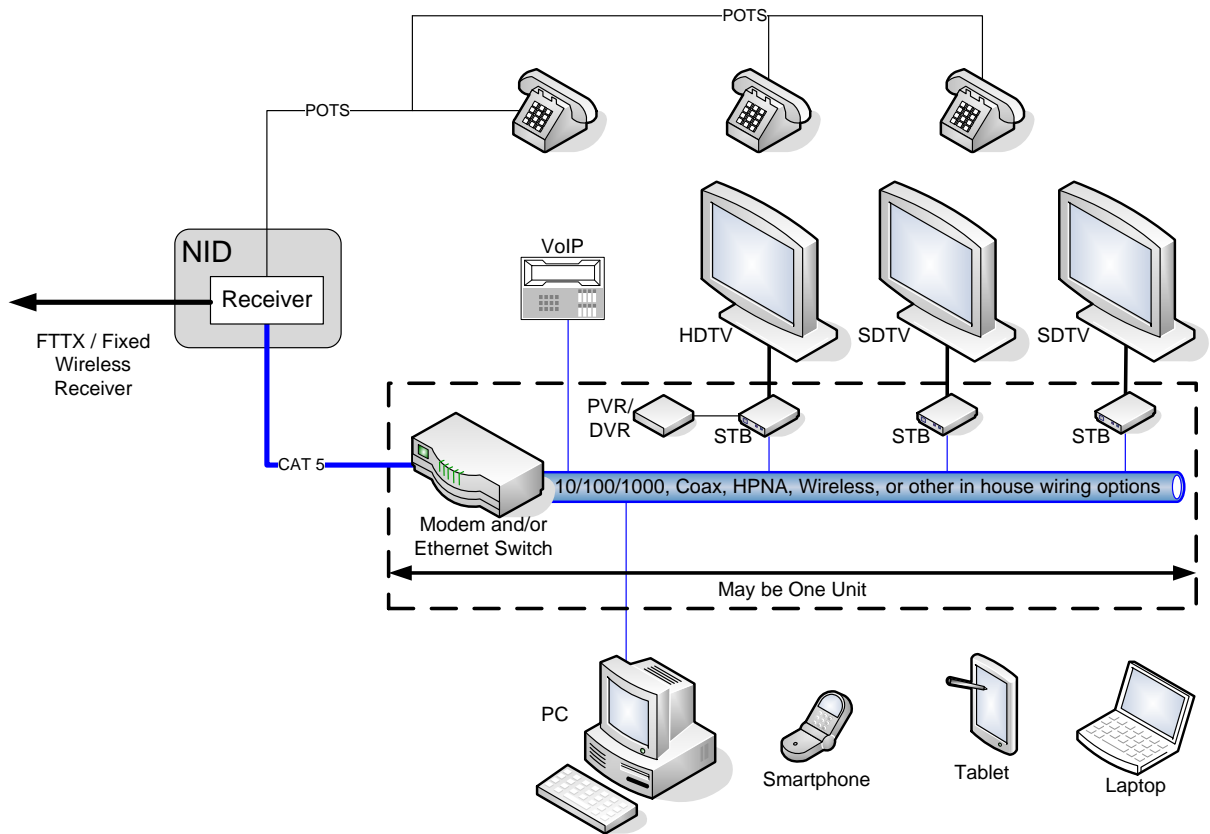 POTS
POTS
NID
Receiver
FTTX / Fixed
Wireless
Receiver
VoIP
HDTV
SDTV
SDTV
PVR/
DVR
STB
STB
STB
CAT 5
10/100/1000, Coax, HPNA, Wireless, or other in house wiring options
Modem and/or
Ethernet Switch
May be One Unit
PC
Smartphone
Tablet
Laptop